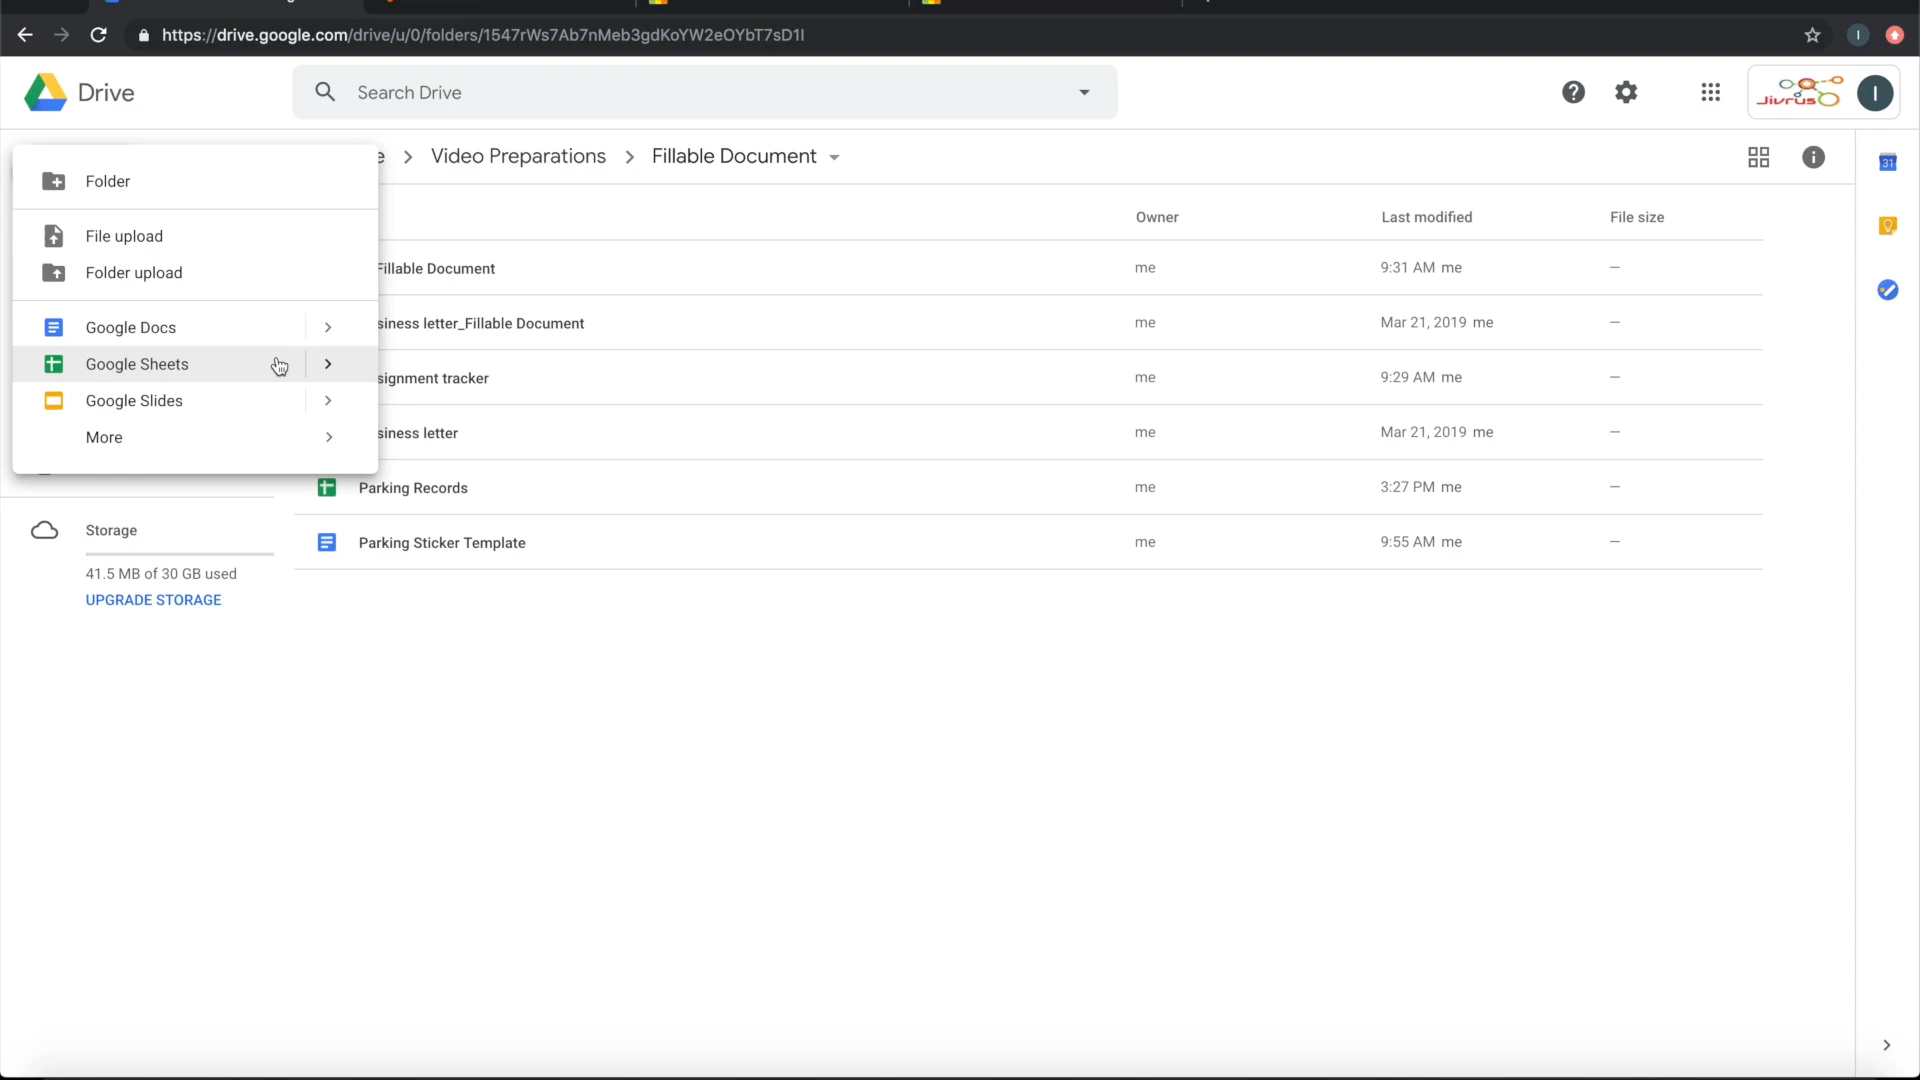 https://drive.google.com/drive/u/0/folders/1547rWs7Ab7nMeb3gdKoYW2eOYbT7sD1I
I
Drive
Search Drive
Jivrus
I
e > Video Preparations > Fillable Document
31
Folder
Owner
Last modified
File size
File upload
Fillable Document
me
9:31 AM me
—
Folder upload
Google Docs
siness letter_Fillable Document
me
Mar 21, 2019 me
—
Google Sheets
signment tracker
me
9:29 AM me
—
Google Slides
More
siness letter
me
Mar 21, 2019 me
—
Parking Records
me
3:27 PM me
—
Storage
Parking Sticker Template
me
9:55 AM me
—
41.5 MB of 30 GB used
UPGRADE STORAGE